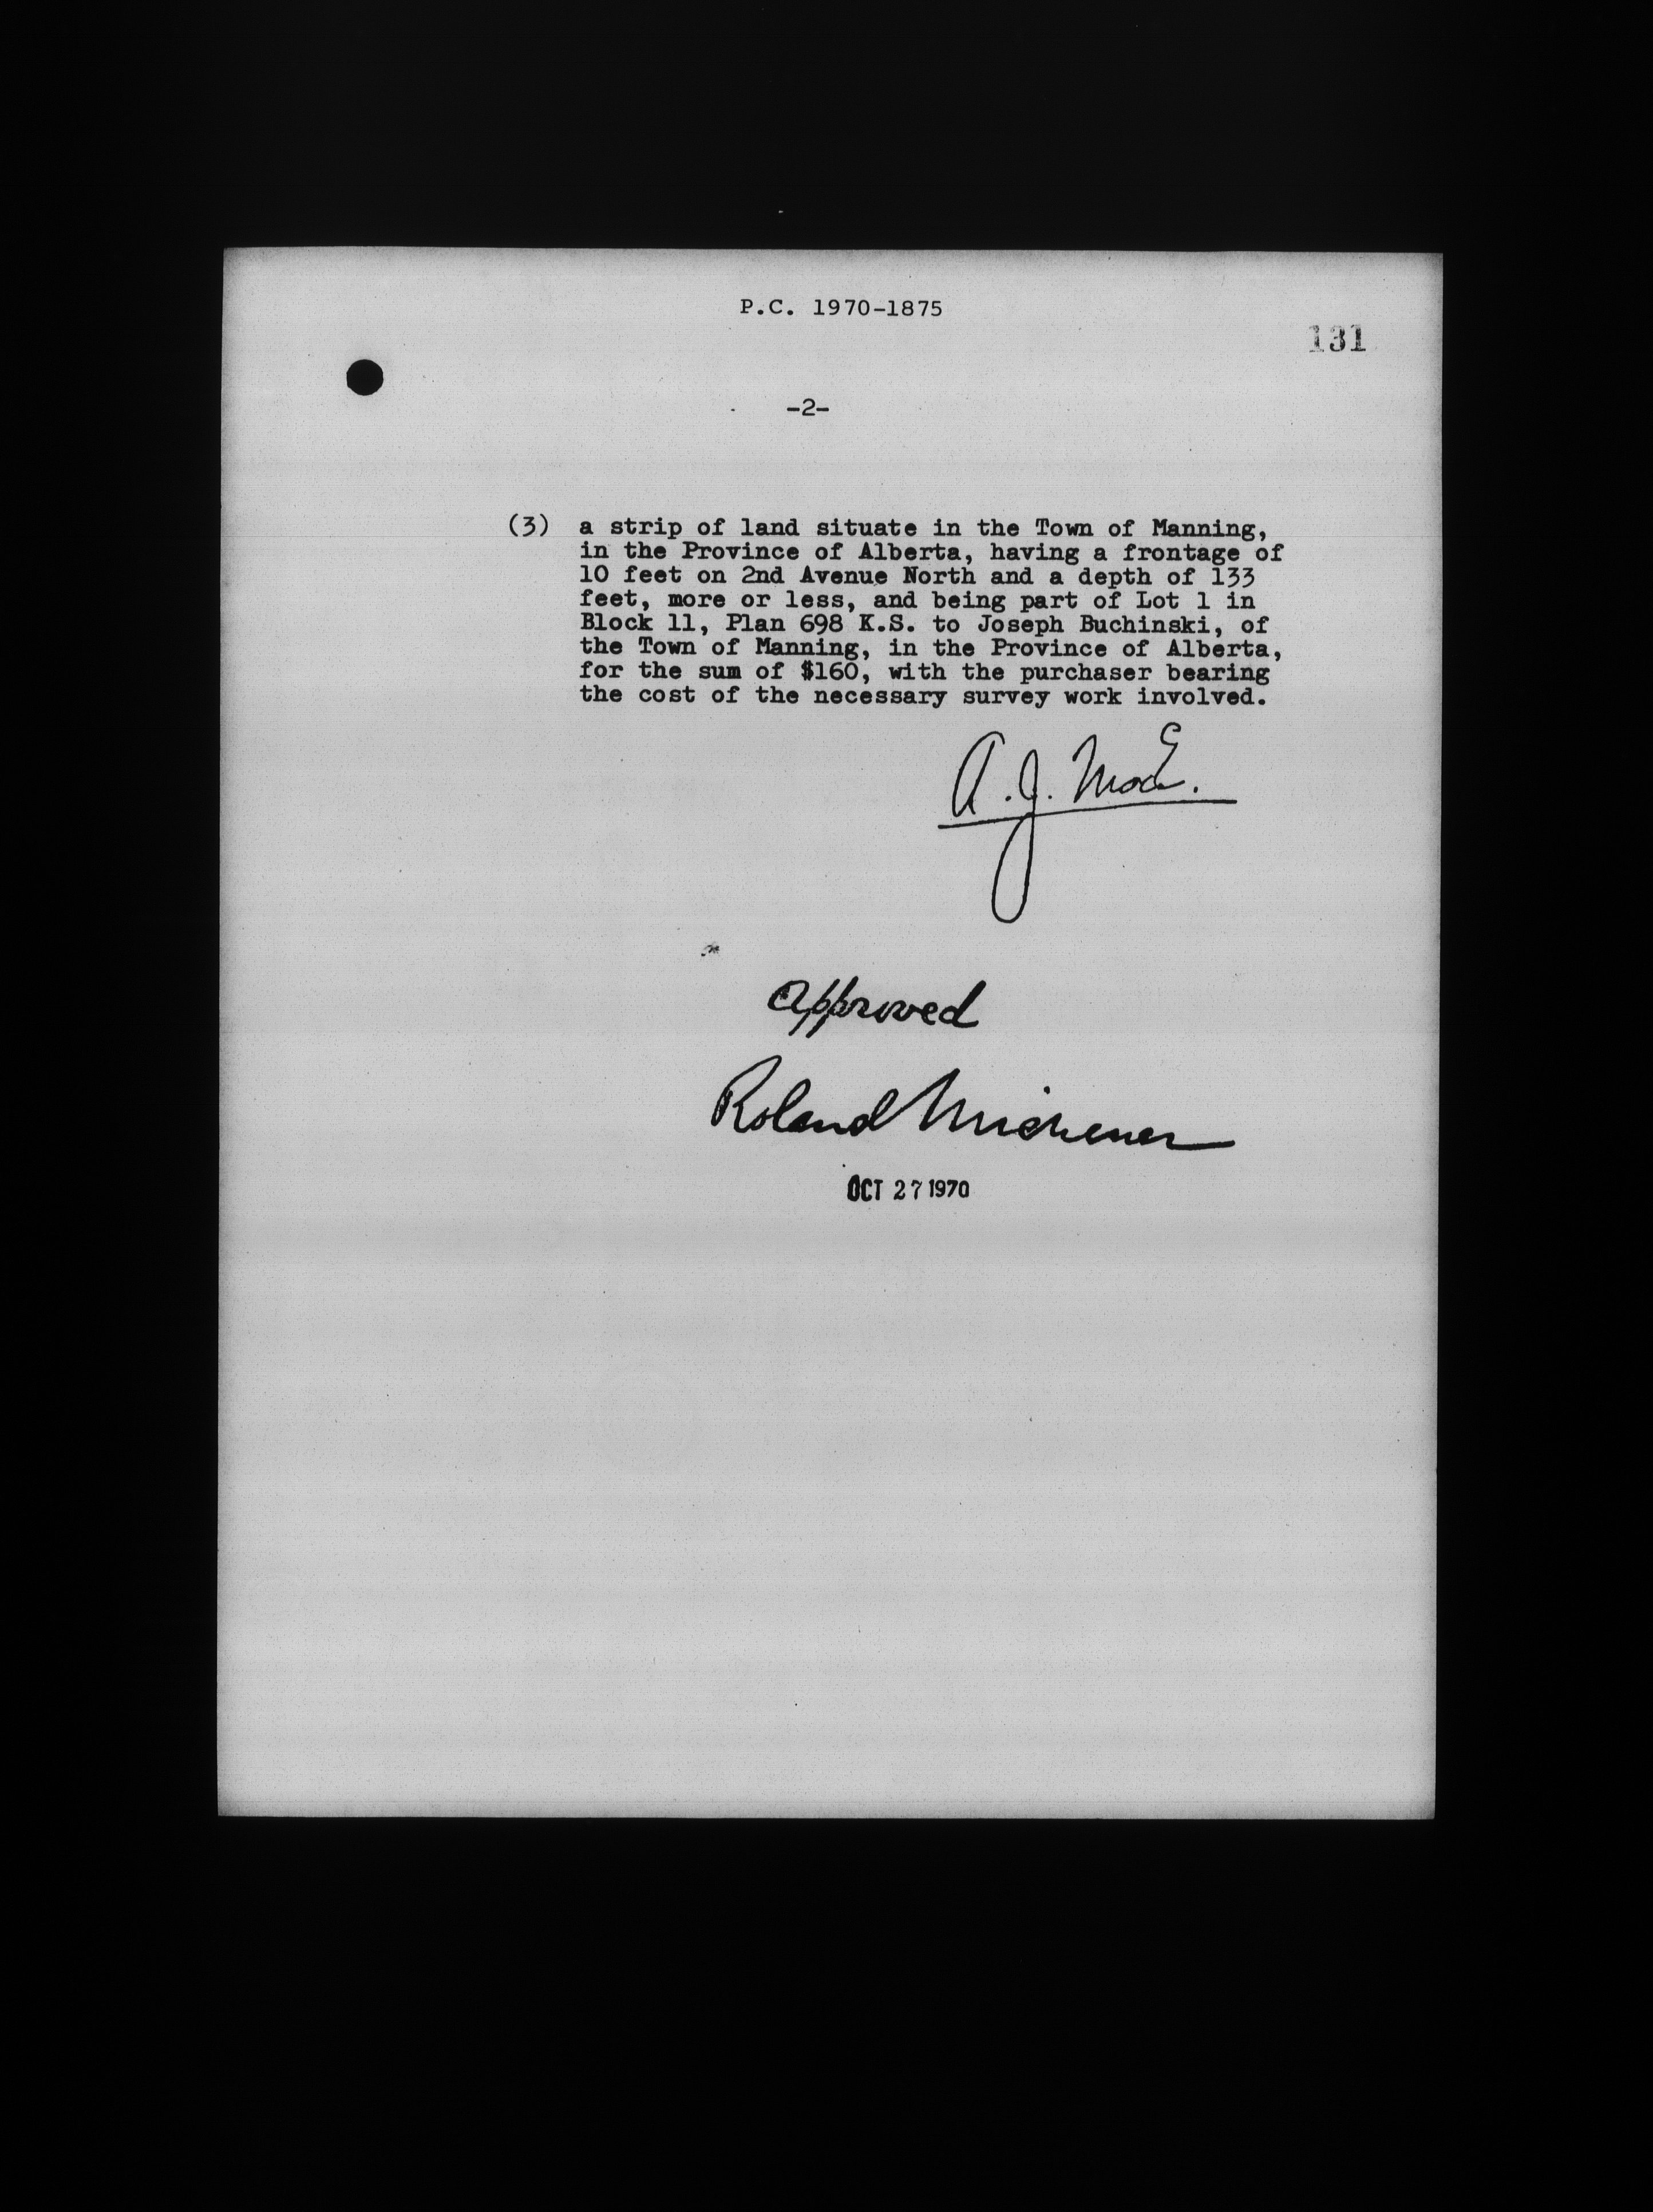 P.C. 1970-1875
131
-2-
(3) a strip of land situate in the Town of Manning,
in the Province of Alberta, having a frontage of
10 feet on 2nd Avenue North and a depth of 133
feet, more or less, and being part of Lot 1 in
Block 11, Plan 698 K.S. to Joseph Buchinski, of
the Town of Manning, in the Province of Alberta,
for the sum of $160, with the purchaser bearing
the cost of the necessary survey work involved.
A.J. MacE.
approved
Roland Michener
OCT 27 1970